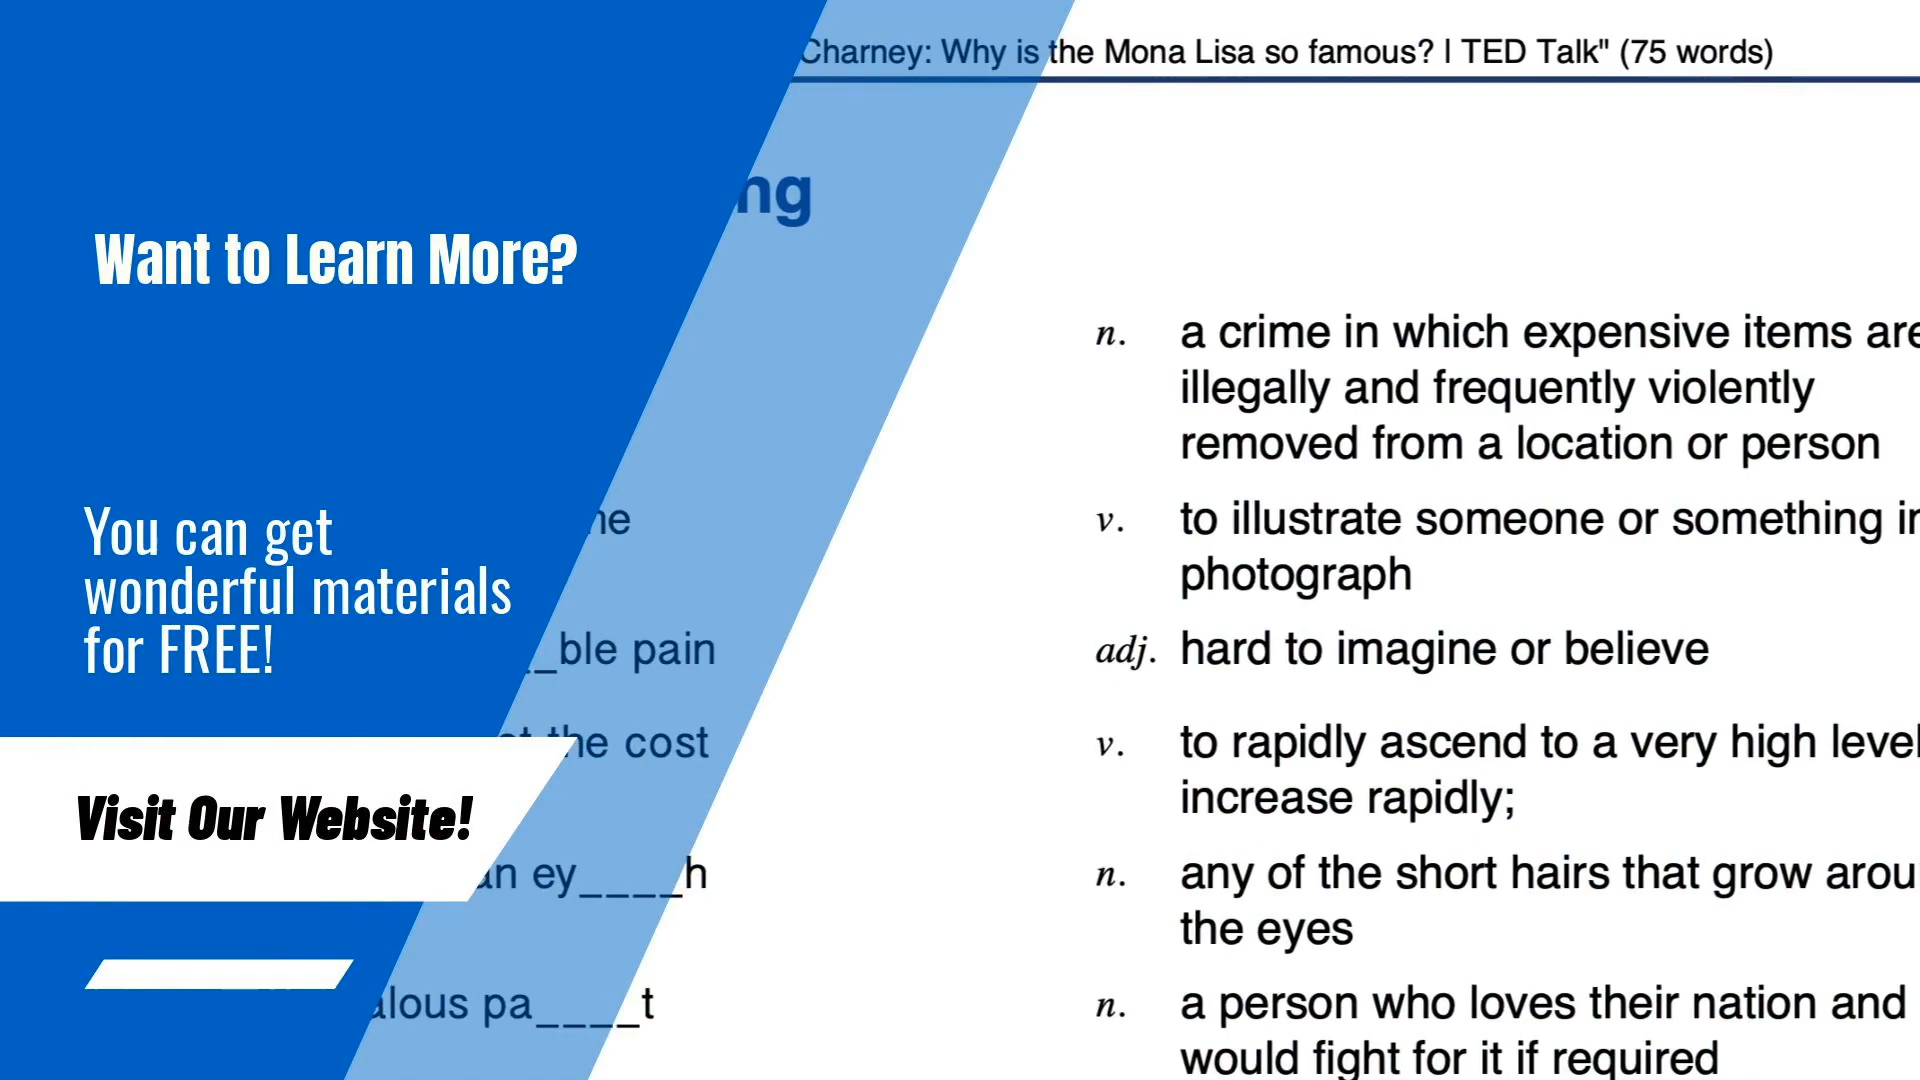 Charney: Why is the Mona Lisa so famous? | TED Talk" (75 words)
ng
Want to Learn More?
You can get
wonderful materials
for FREE!
Visit Our Website!
n. a crime in which expensive items are
illegally and frequently violently
removed from a location or person
v. to illustrate someone or something in
photograph
_ble pain adj. hard to imagine or believe
the cost v. to rapidly ascend to a very high level
increase rapidly;
an ey____h n. any of the short hairs that grow arou
the eyes
alous pa____t n. a person who loves their nation and
would fight for it if required